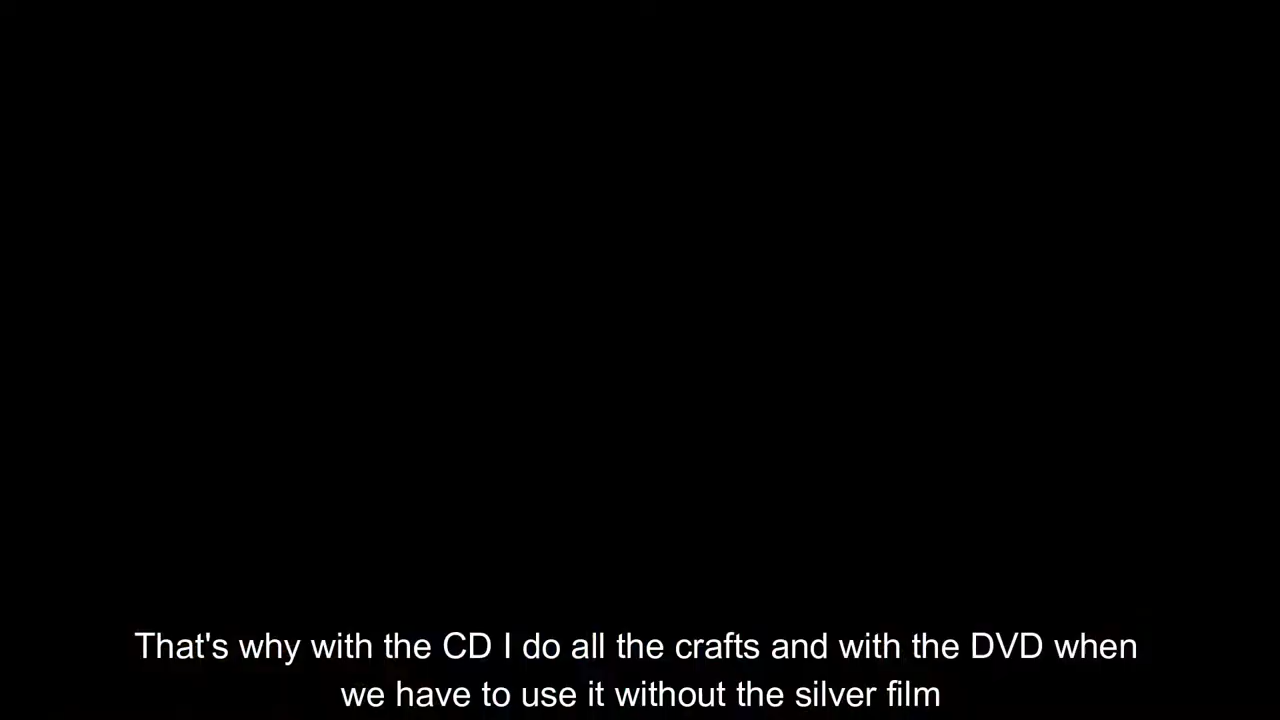 That's why with the CD I do all the crafts and with the DVD when
we have to use it without the silver film